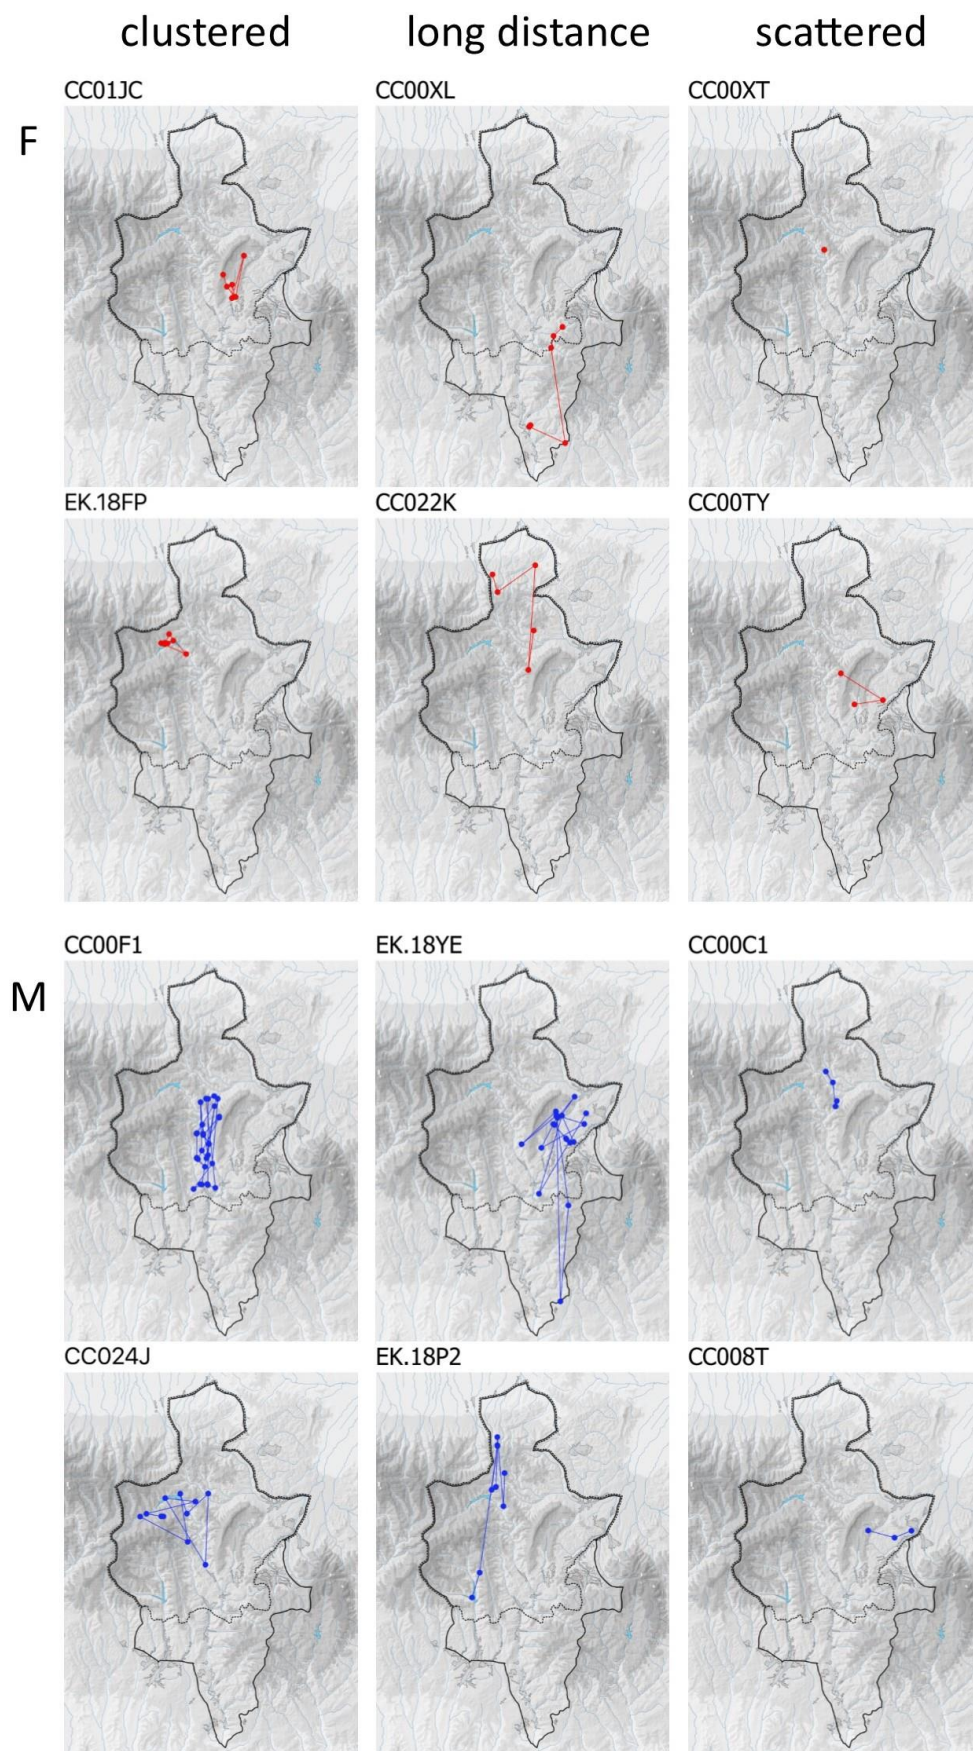 clustered long distance scattered
CC01JC CC00XL CC00XT
F
EK.18FP CC022K CC00TY
CC00F1 EK.18YE CC00C1
M
CC024J EK.18P2 CC008T